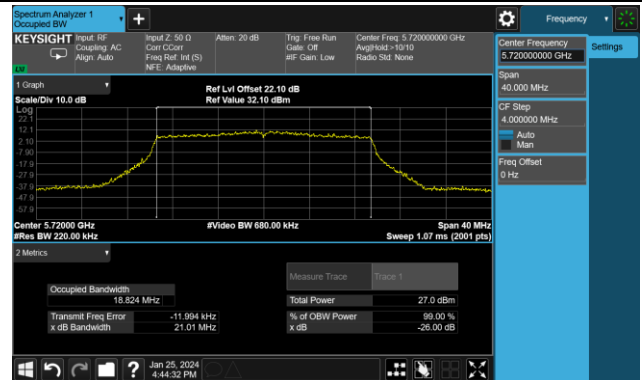 Spectrum Analyzer 1
Occupied BW
Frequency
KEYSIGHT
Input: RF
Coupling: AC
Align: Auto
Input Z: 50 Ω
Corr CCorr
Freq Ref: Int (S)
NFE: Adaptive
Atten: 20 dB
Trig: Free Run
Gate: Off
#IF Gain: Low
Center Freq: 5.720000000 GHz
Avg|Hold:>10/10
Radio Std: None
Center Frequency
5.720000000 GHz
Settings
Span
40.000 MHz
CF Step
4.000000 MHz
Auto
Man
Freq Offset
0 Hz
1 Graph
Scale/Div 10.0 dB
Ref Lvl Offset 22.10 dB
Ref Value 32.10 dBm
Log
22.1
12.1
2.10
-7.90
-17.9
-27.9
-37.9
-47.9
-57.9
Center 5.72000 GHz
#Video BW 680.00 kHz
Span 40 MHz
#Res BW 220.00 kHz
Sweep 1.07 ms (2001 pts)
2 Metrics
Measure Trace
Trace 1
Occupied Bandwidth
18.824 MHz
Total Power
27.0 dBm
Transmit Freq Error
-11.994 kHz
% of OBW Power
99.00 %
x dB Bandwidth
21.01 MHz
x dB
-26.00 dB
Jan 25, 2024
4:44:32 PM